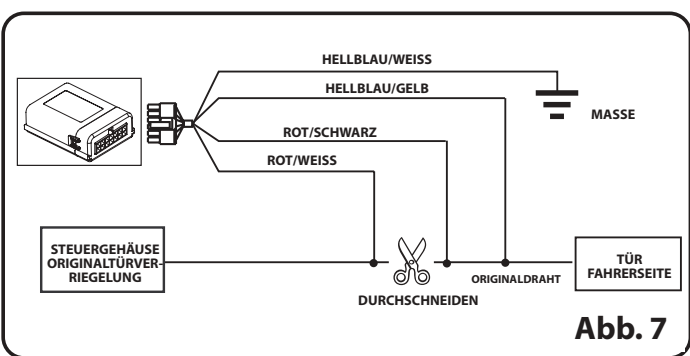 HELLBLAU/WEISS
HELLBLAU/GELB
MASSE
ROT/SCHWARZ
ROT/WEISS
STEUERGEHÄUSE
ORIGINALTÜRVER-
RIEGELUNG
DURCHSCHNEIDEN
ORIGINALDRAHT
TÜR
FAHRERSEITE
Abb. 7